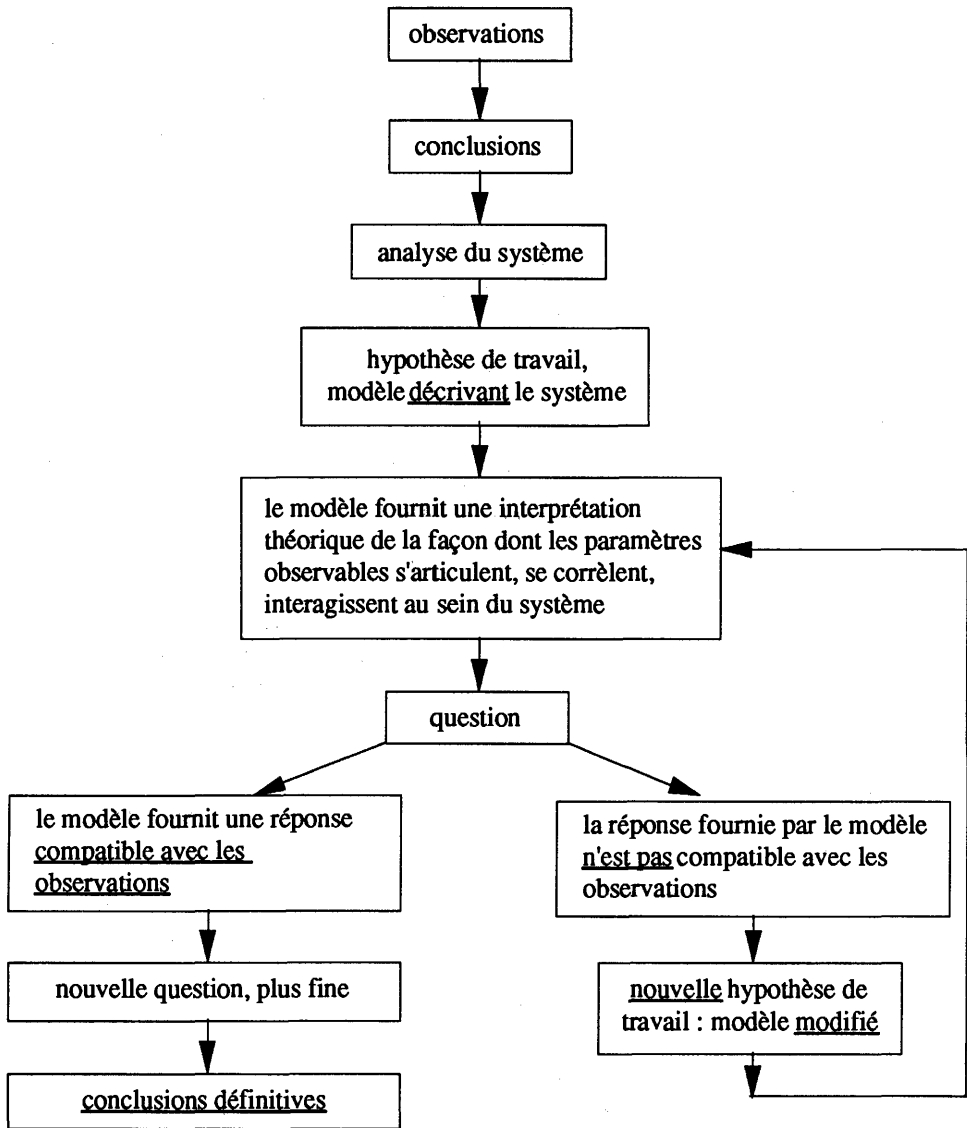 observations
conclusions
analyse du système
hypothèse de travail,
modèle décrivant le système
le modèle fournit une interprétation
théorique de la façon dont les paramètres
observables s'articulent, se corrèlent,
interagissent au sein du système
question
le modèle fournit une réponse
compatible avec les
observations
la réponse fournie par le modèle
n'est pas compatible avec les
observations
nouvelle question, plus fine
nouvelle hypothèse de
travail : modèle modifié
conclusions définitives